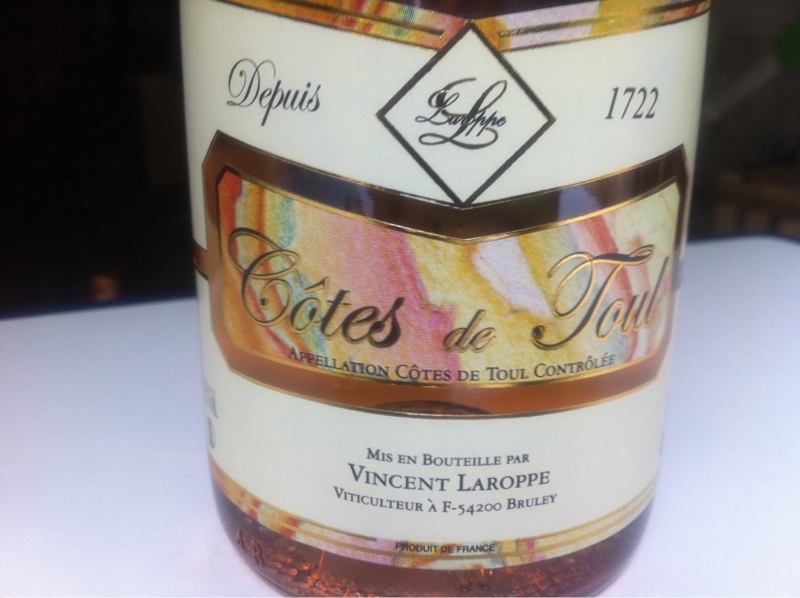 Depuis 1722
Laroppe
Côtes de Toul
APPELLATION CÔTES DE TOUL CONTRÔLÉE
MIS EN BOUTEILLE PAR
VINCENT LAROPPE
VITICULTEUR À F-54200 BRULEY
PRODUIT DE FRANCE